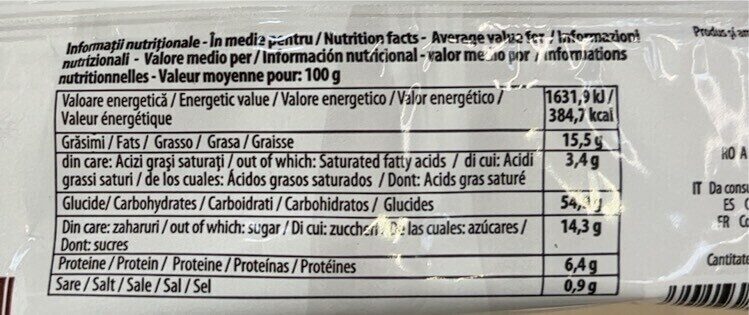 Informații nutriționale - În medie pentru / Nutrition facts - Average value for / Informazioni
nutrizionali - Valore medio per / Información nutricional - valor medio por / informations
nutritionnelles - Valeur moyenne pour: 100 g
Valoare energetică / Energetic value / Valore energetico / Valor energético / 1631,9 kJ /
Valeur énergétique 384,7 kcal
Grăsimi / Fats / Grasso / Grasa / Graisse 15,5 g
din care: Acizi grași saturați / out of which: Saturated fatty acids / di cui: Acidi 3,4 g
grassi saturi / de los cuales: Ácidos grasos saturados / Dont: Acids gras saturé
Glucide/ Carbohydrates / Carboidrati / Carbohidratos / Glucides
Din care: zaharuri / out of which: sugar / Di cui: zuccheri / las cuales: azúcares / 14,3 g
Dont: sucres
Proteine / Protein / Proteine / Proteínas / Protéines 6,4 g
Sare / Salt / Sale / Sal / Sel 0,9 g
RO A
IT Da consu
ES
FR
Cantitate